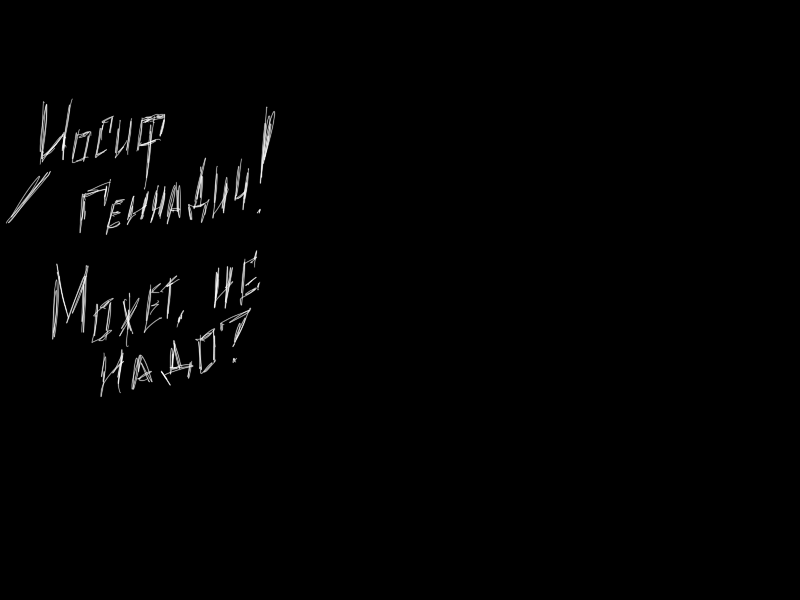 Иосиф
Геннадич!
Может, не
надо?